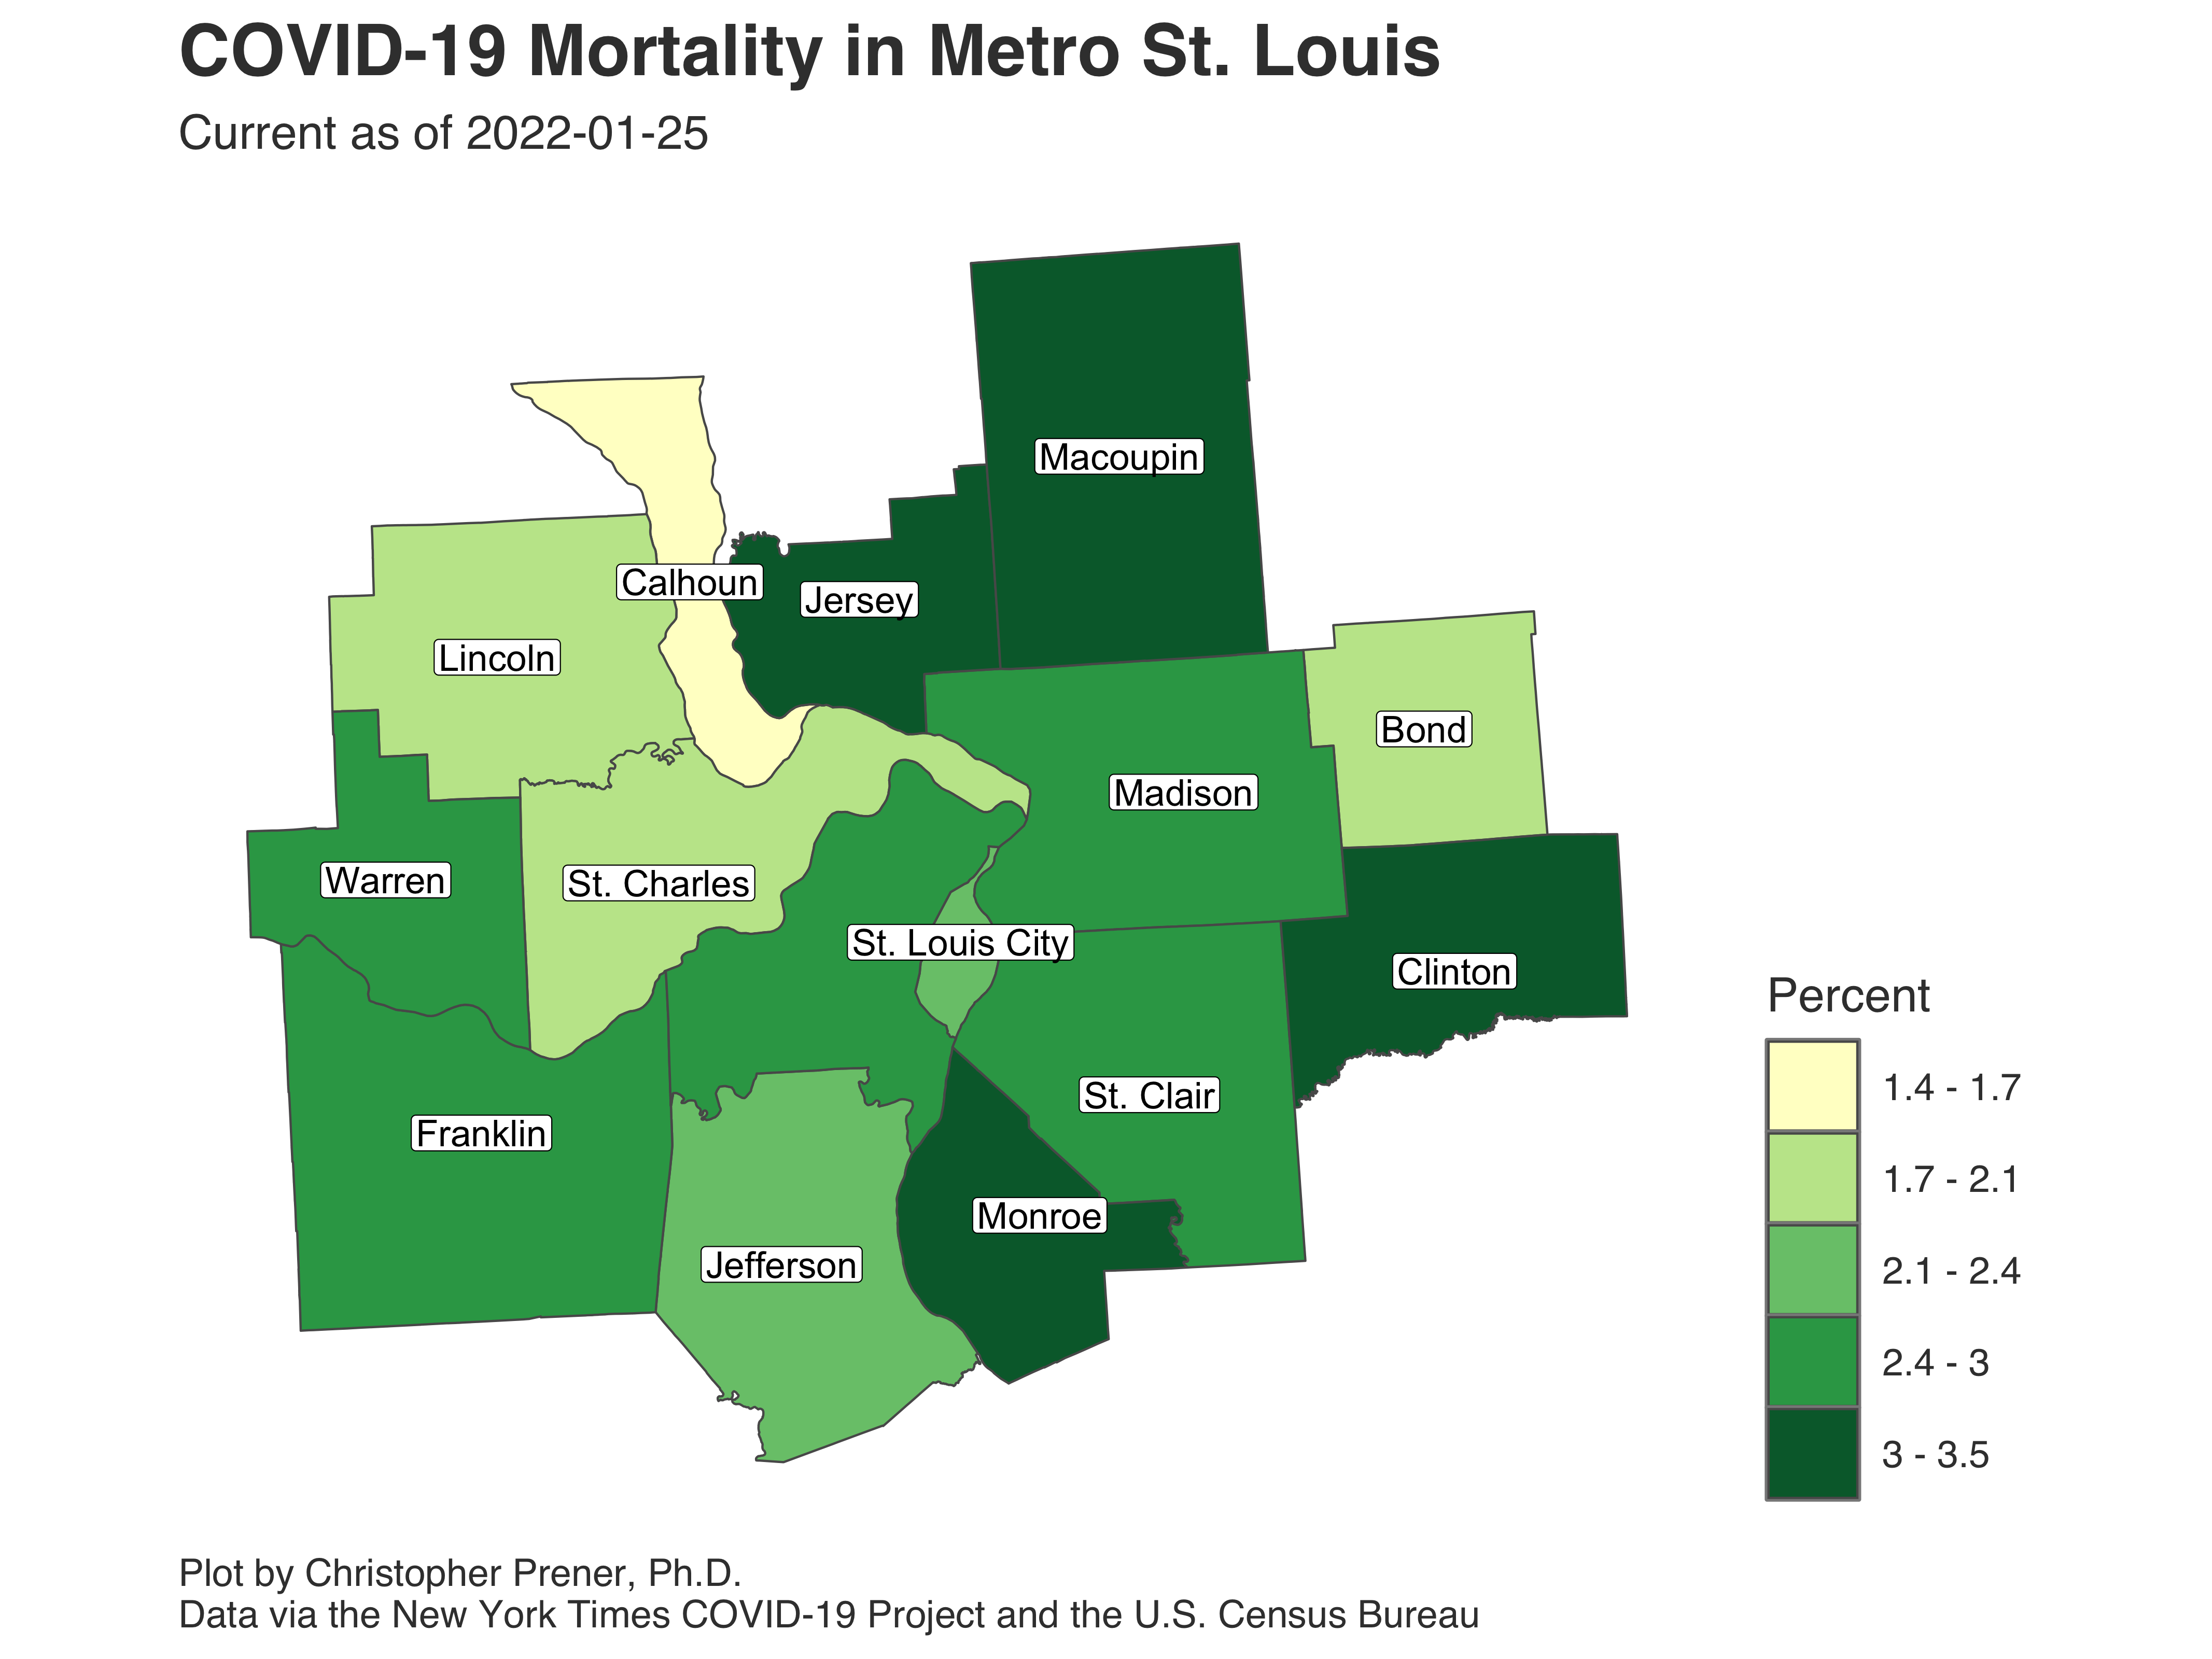 COVID-19 Mortality in Metro St. Louis
Current as of 2022-01-25
Macoupin
Calhoun
Jersey
Lincoln
Bond
Madison
Warren
St. Charles
St. Louis City
Clinton
St. Clair
Franklin
Monroe
Jefferson
Percent
1.4 - 1.7
1.7 - 2.1
2.1 - 2.4
2.4 - 3
3 - 3.5
Plot by Christopher Prener, Ph.D.
Data via the New York Times COVID-19 Project and the U.S. Census Bureau